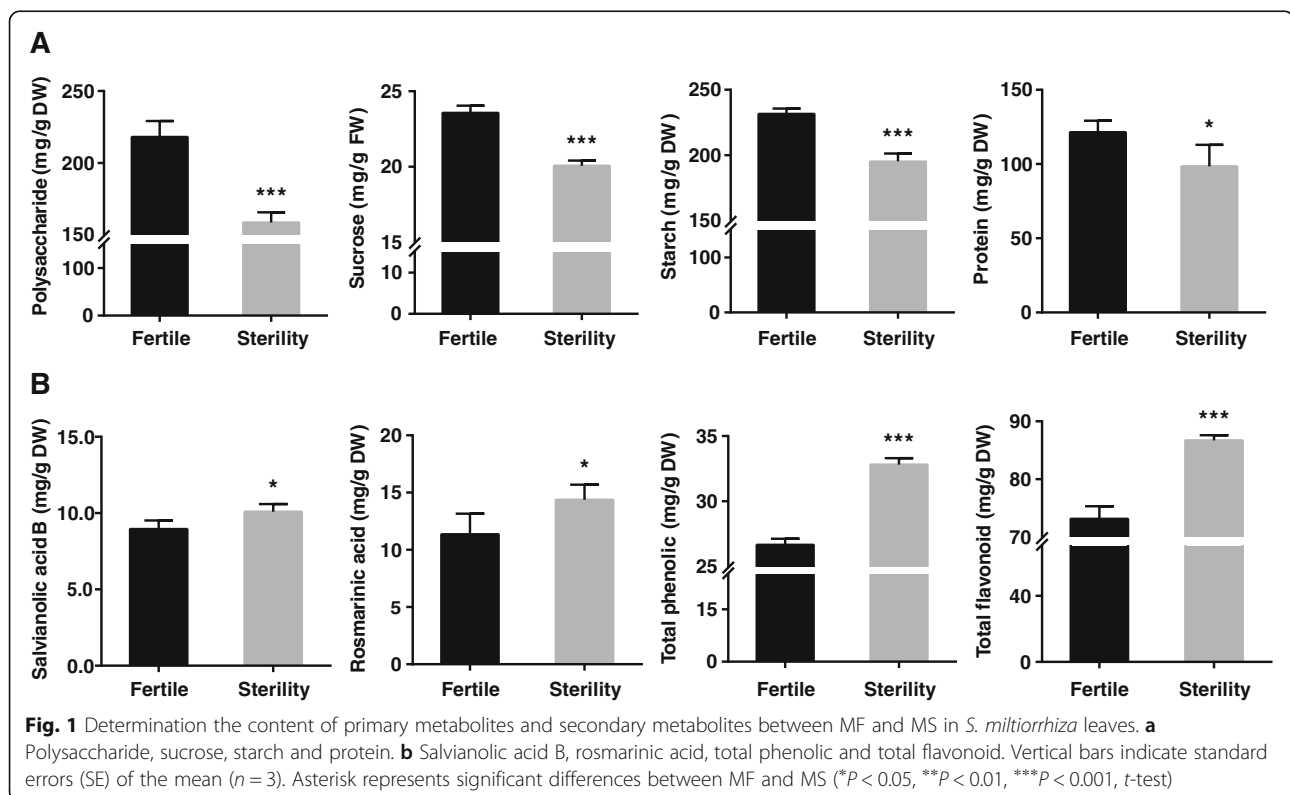 A
Polysaccharide (mg/g DW)
250
200
150
100
0
***
Fertile Sterility
Sucrose (mg/g FW)
25
20
15
10
0
***
Fertile Sterility
Starch (mg/g DW)
250
200
150
100
0
***
Fertile Sterility
Protein (mg/g DW)
150
100
50
0
*
Fertile Sterility
B
Salvianolic acid B (mg/g DW)
15.0
10.0
5.0
0.0
*
Fertile Sterility
Rosmarinic acid (mg/g DW)
20
15
10
5
0
*
Fertile Sterility
Total phenolic (mg/g DW)
35
33
25
15
0
***
Fertile Sterility
Total flavonoid (mg/g DW)
90
70
40
0
***
Fertile Sterility
Fig. 1 Determination the content of primary metabolites and secondary metabolites between MF and MS in S. miltiorrhiza leaves. a
Polysaccharide, sucrose, starch and protein. b Salvianolic acid B, rosmarinic acid, total phenolic and total flavonoid. Vertical bars indicate standard
errors (SE) of the mean (n = 3). Asterisk represents significant differences between MF and MS (*P < 0.05, **P < 0.01, ***P < 0.001, t-test)